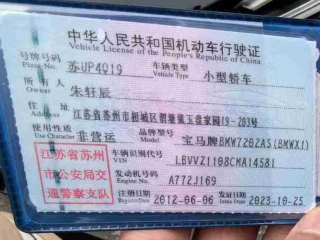 中华人民共和国机动车行驶证
Vehicle License of the People's Republic of China
号牌号码 苏UP4Q19 车辆类型 小型轿车
Plate No. Vehicle Type
所有人 朱轩辰
Owner
住址 江苏省苏州市相城区渭塘镇玉盘家园19-203号
Address
使用性质 非营运 品牌型号 宝马牌BMW7202AS(BMWX1)
Use Character Model
江苏省苏州市公安局交通警察支队
车辆识别代号
VIN
发动机号码 A772J169
Engine No.
注册日期 2012-06-06 发证日期 2023-10-25
Register Date Issue Date